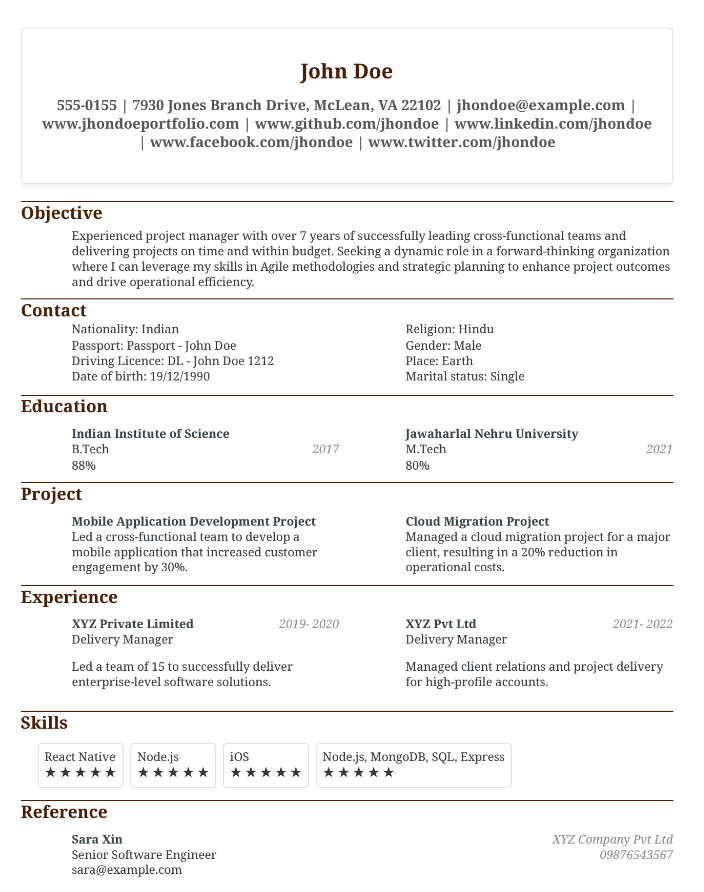 John Doe
555-0155 | 7930 Jones Branch Drive, McLean, VA 22102 | jhondoe@example.com |
www.jhondoeportfolio.com | www.github.com/jhondoe | www.linkedin.com/jhondoe
| www.facebook.com/jhondoe | www.twitter.com/jhondoe
Objective
Experienced project manager with over 7 years of successfully leading cross-functional teams and
delivering projects on time and within budget. Seeking a dynamic role in a forward-thinking organization
where I can leverage my skills in Agile methodologies and strategic planning to enhance project outcomes
and drive operational efficiency.
Contact
Nationality: Indian
Passport: Passport - John Doe
Driving Licence: DL - John Doe 1212
Date of birth: 19/12/1990
Religion: Hindu
Gender: Male
Place: Earth
Marital status: Single
Education
Indian Institute of Science
B.Tech 2017
88%
Jawaharlal Nehru University
M.Tech 2021
80%
Project
Mobile Application Development Project
Led a cross-functional team to develop a
mobile application that increased customer
engagement by 30%.
Cloud Migration Project
Managed a cloud migration project for a major
client, resulting in a 20% reduction in
operational costs.
Experience
XYZ Private Limited 2019- 2020
Delivery Manager
Led a team of 15 to successfully deliver
enterprise-level software solutions.
XYZ Pvt Ltd 2021- 2022
Delivery Manager
Managed client relations and project delivery
for high-profile accounts.
Skills
React Native
★ ★ ★ ★ ★
Node.js
★ ★ ★ ★ ★
iOS
★ ★ ★ ★ ★
Node.js, MongoDB, SQL, Express
★ ★ ★ ★ ★
Reference
Sara Xin XYZ Company Pvt Ltd
Senior Software Engineer 09876543567
sara@example.com